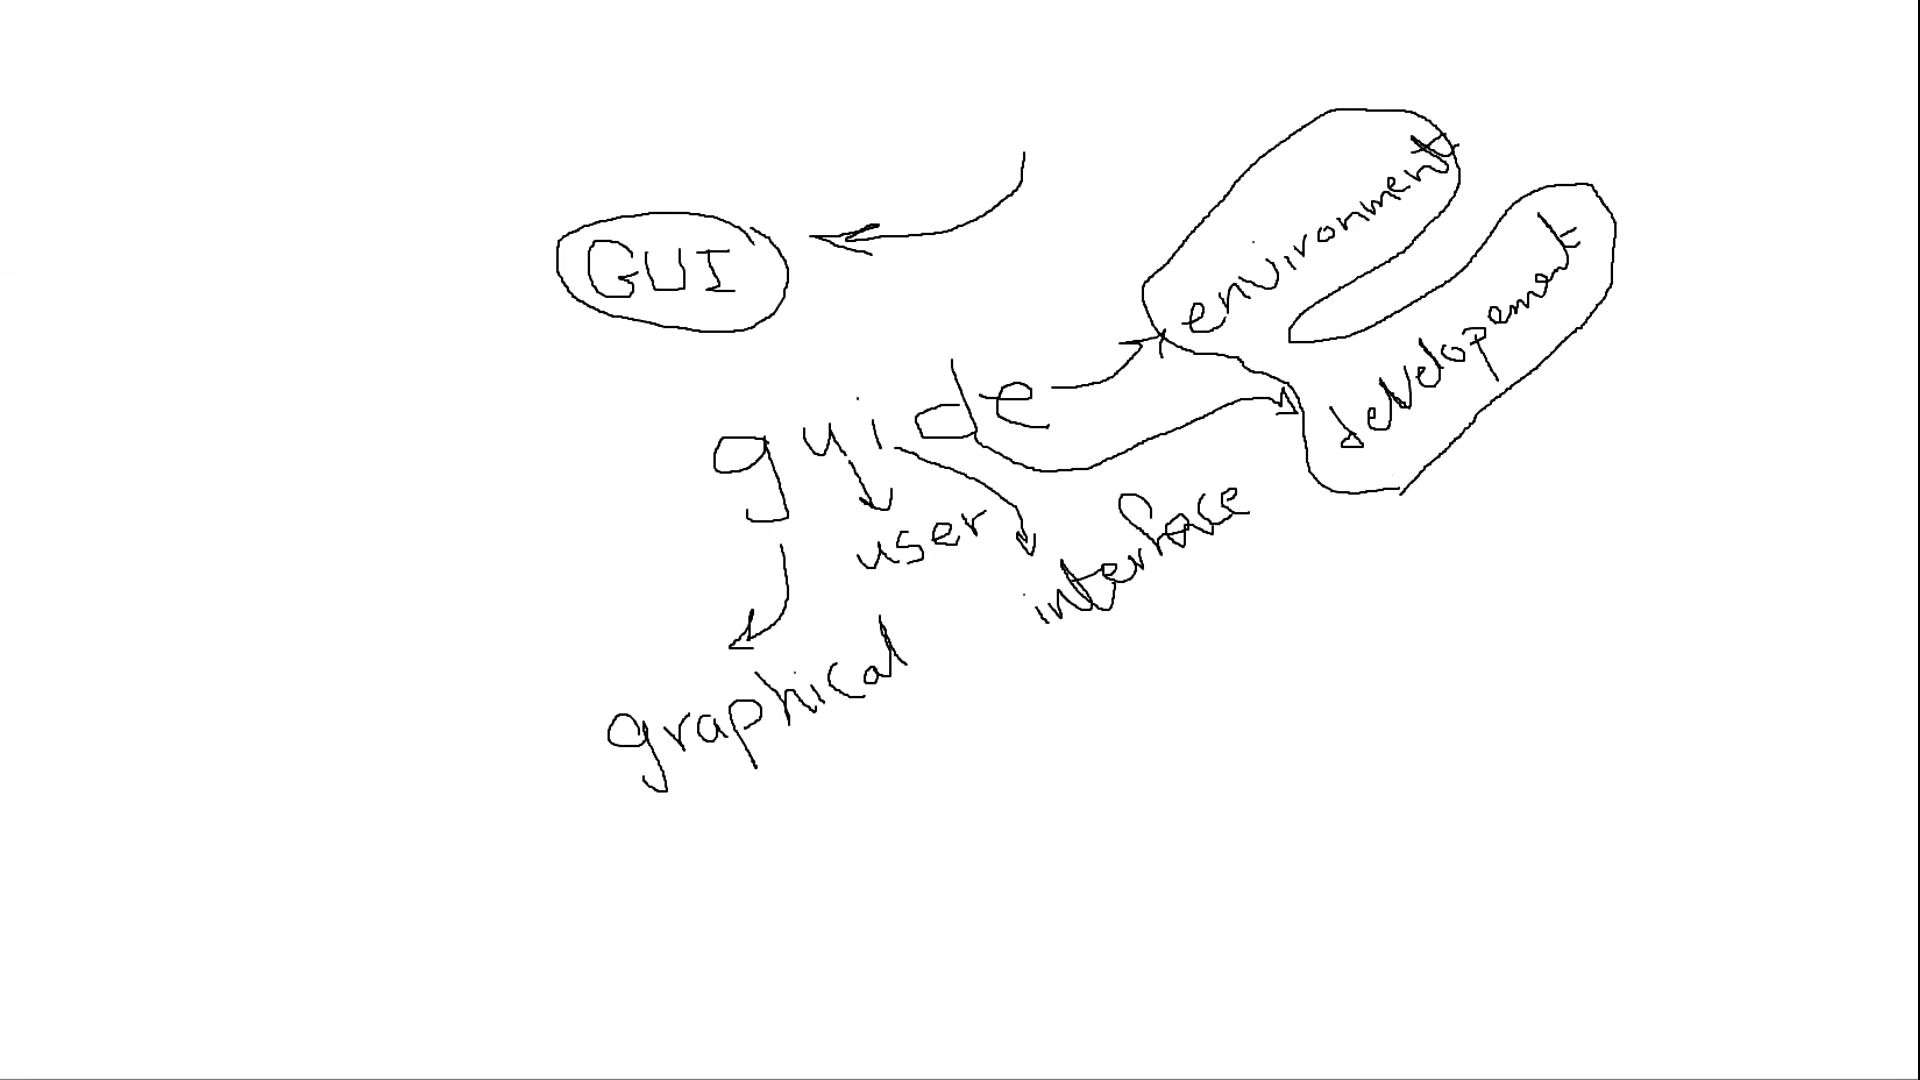 GUI
environment
developement
guide
user
interface
graphical